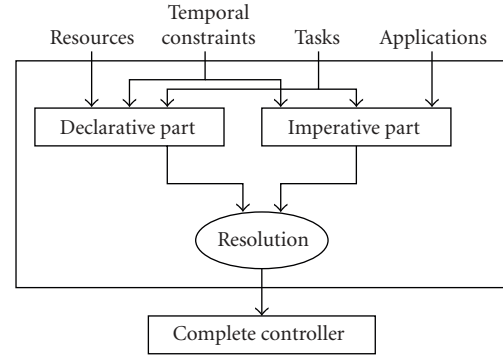 Resources
Temporal
constraints
Tasks
Applications
Declarative part
Imperative part
Resolution
Complete controller